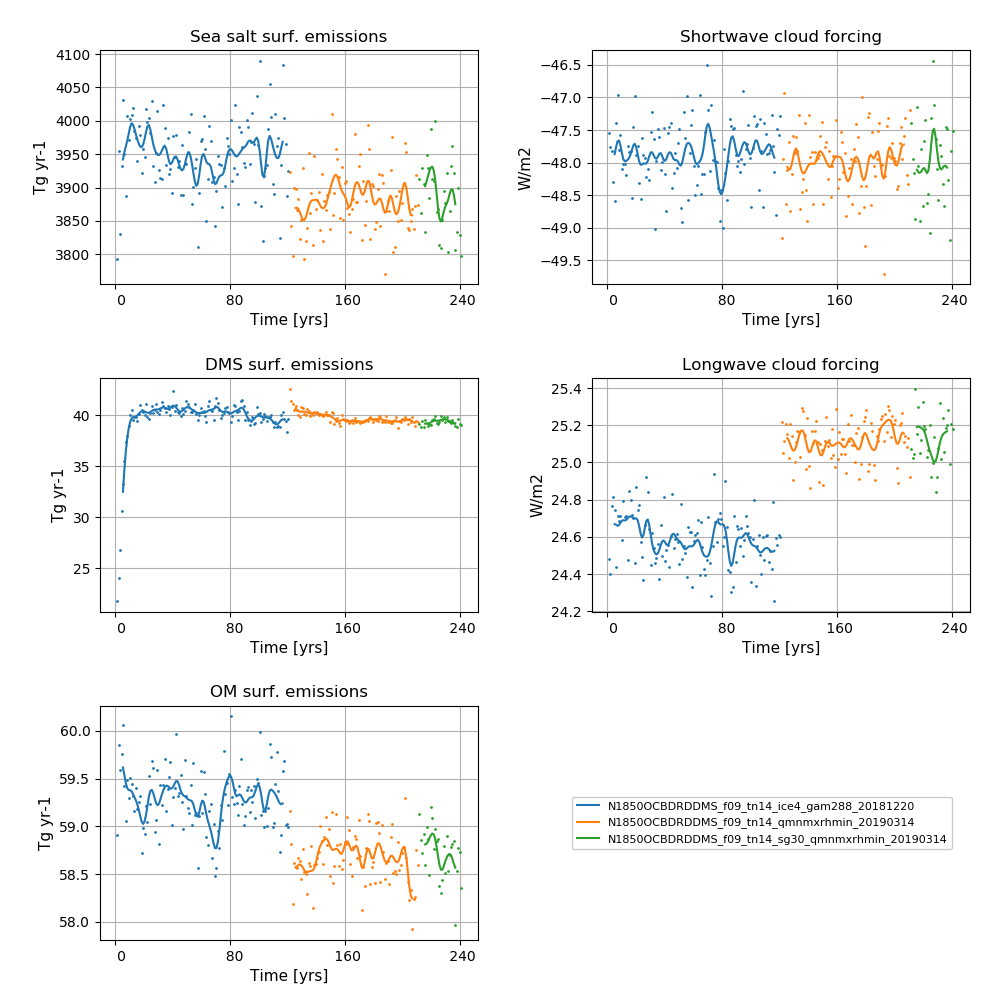 Sea salt surf. emissions
4100
4050
4000
3950
3900
3850
3800
Tg yr-1
0 80 160 240
Time [yrs]
Shortwave cloud forcing
−46.5
−47.0
−47.5
−48.0
−48.5
−49.0
−49.5
W/m2
0 80 160 240
Time [yrs]
DMS surf. emissions
40
35
30
25
Tg yr-1
0 80 160 240
Time [yrs]
Longwave cloud forcing
25.4
25.2
25.0
24.8
24.6
24.4
24.2
W/m2
0 80 160 240
Time [yrs]
OM surf. emissions
60.0
59.5
59.0
58.5
58.0
Tg yr-1
0 80 160 240
Time [yrs]
N1850OCBDRDDMS_f09_tn14_ice4_gam288_20181220
N1850OCBDRDDMS_f09_tn14_qmnmxrhmin_20190314
N1850OCBDRDDMS_f09_tn14_sg30_qmnmxrhmin_20190314